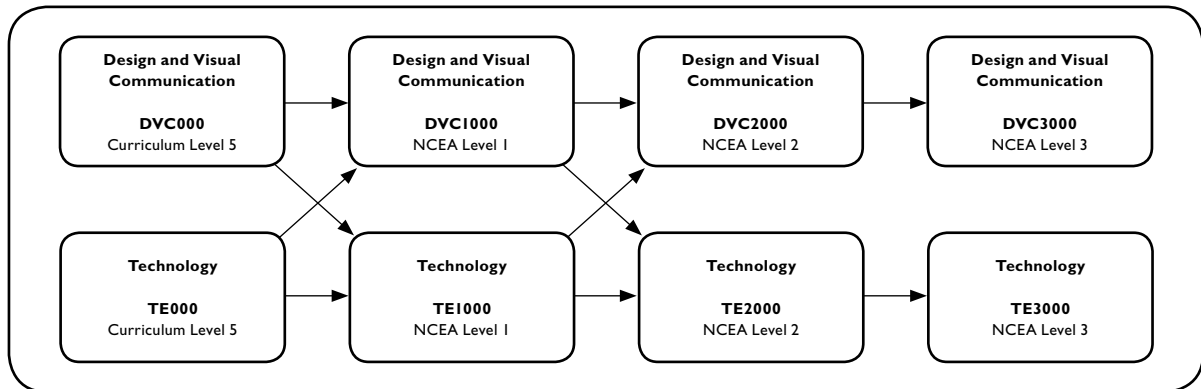 Design and Visual
Communication
DVC000
Curriculum Level 5
Design and Visual
Communication
DVC1000
NCEA Level 1
Design and Visual
Communication
DVC2000
NCEA Level 2
Design and Visual
Communication
DVC3000
NCEA Level 3
Technology
TE000
Curriculum Level 5
Technology
TE1000
NCEA Level 1
Technology
TE2000
NCEA Level 2
Technology
TE3000
NCEA Level 3